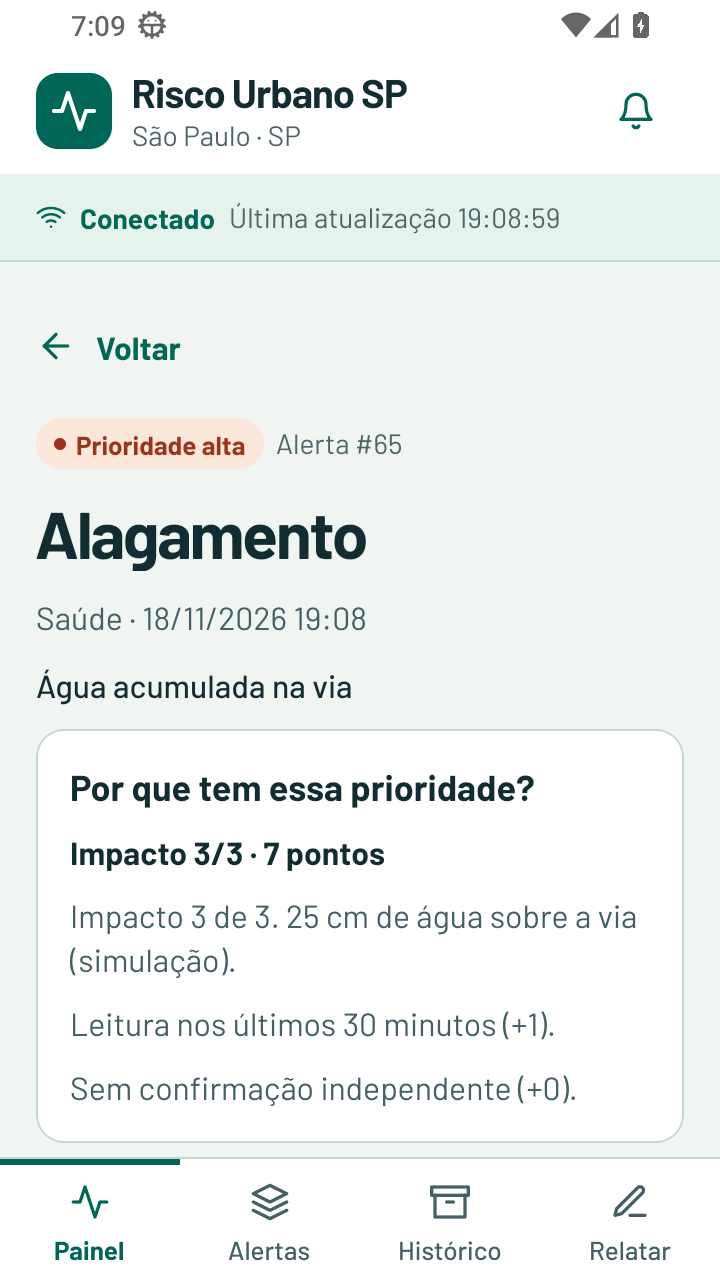 7:09
Risco Urbano SP
São Paulo · SP
Conectado Última atualização 19:08:59
Voltar
Prioridade alta Alerta #65
Alagamento
Saúde · 18/11/2026 19:08
Água acumulada na via
Por que tem essa prioridade?
Impacto 3/3 · 7 pontos
Impacto 3 de 3. 25 cm de água sobre a via
(simulação).
Leitura nos últimos 30 minutos (+1).
Sem confirmação independente (+0).
Painel Alertas Histórico Relatar